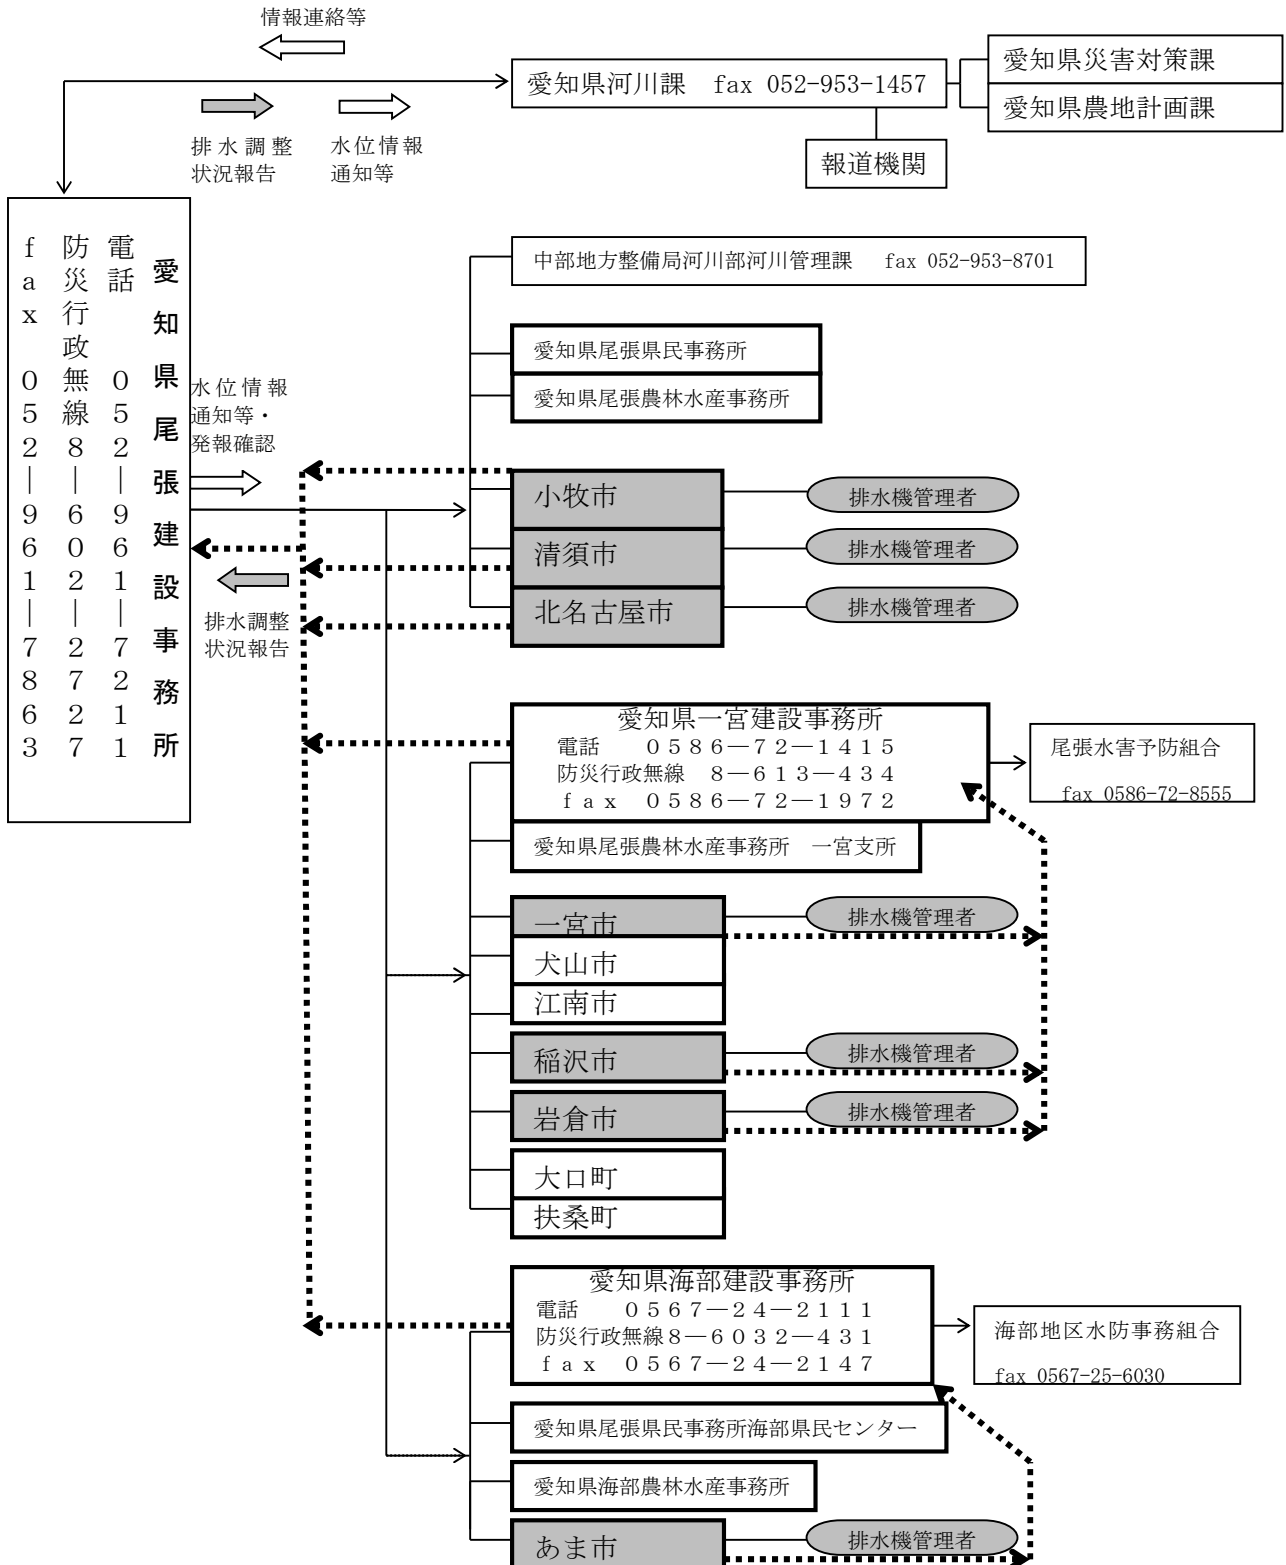 情報連絡等
愛知県河川課　fax 052-953-1457
愛知県災害対策課
愛知県農地計画課
報道機関
排水調整
状況報告
水位情報
通知等
愛知県尾張建設事務所
電話　　０５２―９６１―７２１１
防災行政無線８―６０２―２７２７
ｆａｘ　０５２―９６１―７８６３
水位情報
通知等・
発報確認
排水調整
状況報告
中部地方整備局河川部河川管理課　fax 052-953-8701
愛知県尾張県民事務所
愛知県尾張農林水産事務所
小牧市
排水機管理者
清須市
排水機管理者
北名古屋市
排水機管理者
愛知県一宮建設事務所
電話　　０５８６―７２―１４１５
防災行政無線　８―６１３―４３４
ｆａｘ　０５８６―７２―１９７２
尾張水害予防組合
fax 0586-72-8555
愛知県尾張農林水産事務所　一宮支所
一宮市
排水機管理者
犬山市
江南市
稲沢市
排水機管理者
岩倉市
排水機管理者
大口町
扶桑町
愛知県海部建設事務所
電話　　０５６７―２４―２１１１
防災行政無線８―６０３２―４３１
ｆａｘ　０５６７―２４―２１４７
海部地区水防事務組合
fax 0567-25-6030
愛知県尾張県民事務所海部県民センター
愛知県海部農林水産事務所
あま市
排水機管理者